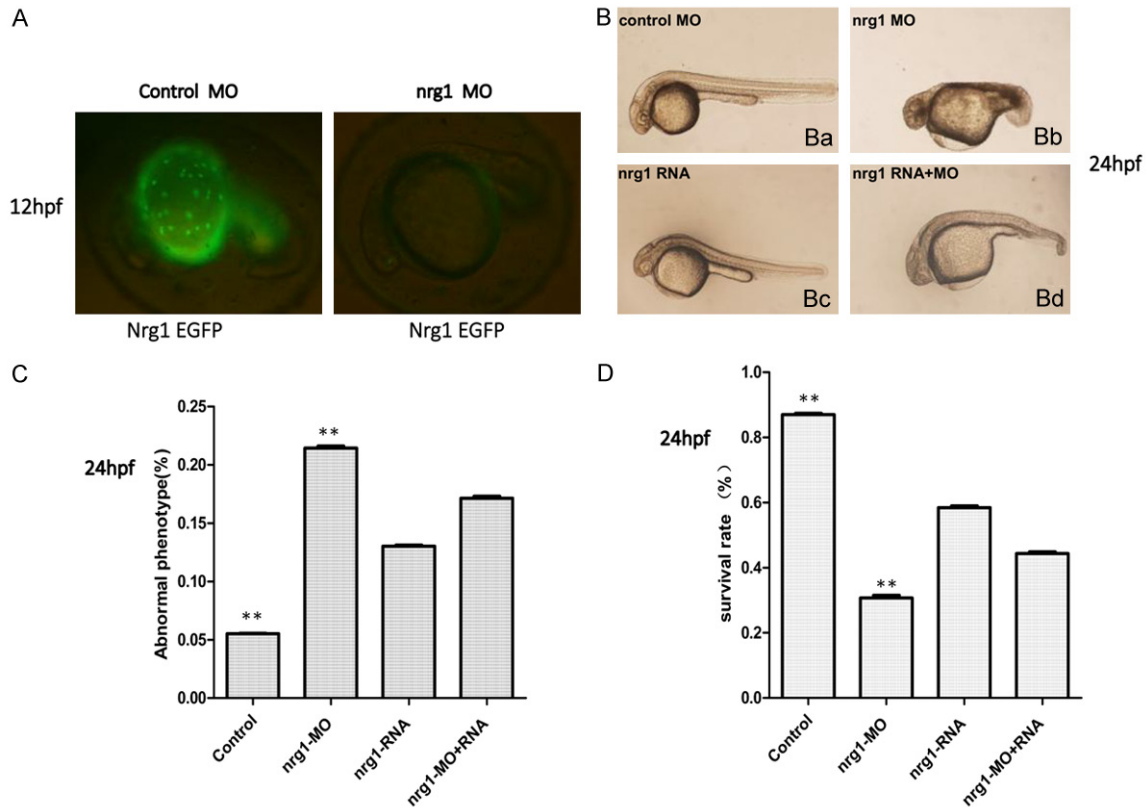 A
Control MO
nrg1 MO
12hpf
Nrg1 EGFP
Nrg1 EGFP
B
control MO
nrg1 MO
Ba
Bb
nrg1 RNA
nrg1 RNA+MO
Bc
Bd
24hpf
C
24hpf
Abnormal phenotype(%)
0.25
0.20
0.15
0.10
0.05
0.00
**
**
Control
nrg1-MO
nrg1-RNA
nrg1-MO+RNA
D
24hpf
survival rate (%)
1.0
0.8
0.6
0.4
0.2
0.0
**
**
Control
nrg1-MO
nrg1-RNA
nrg1-MO+RNA